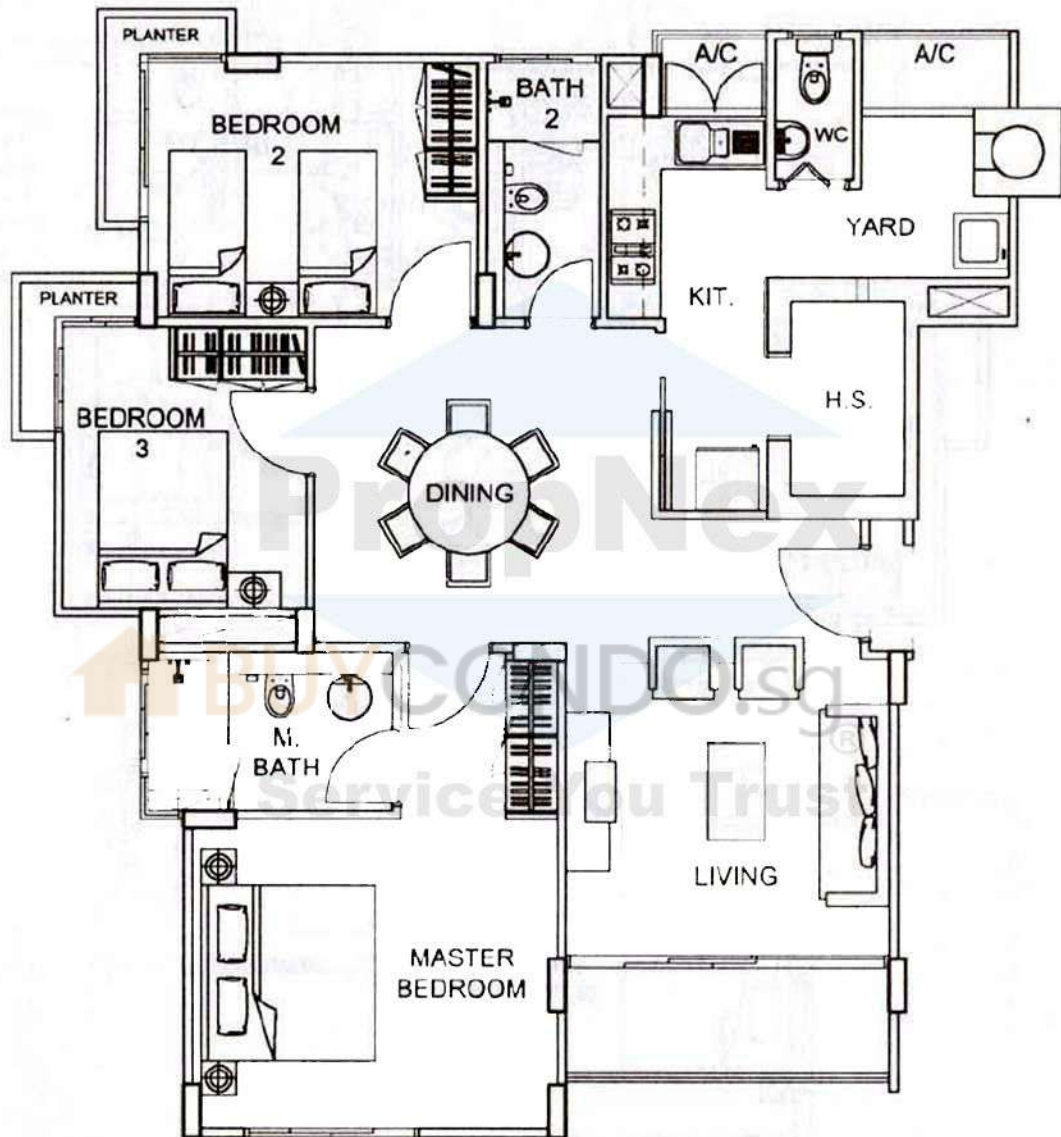 PLANTER
A/C
A/C
BEDROOM
2
BATH
2
WC
YARD
PLANTER
KIT.
BEDROOM
3
H.S.
DINING
PropNex
BUYCONDO.sg
®
M.
BATH
Service You Trust
LIVING
MASTER
BEDROOM